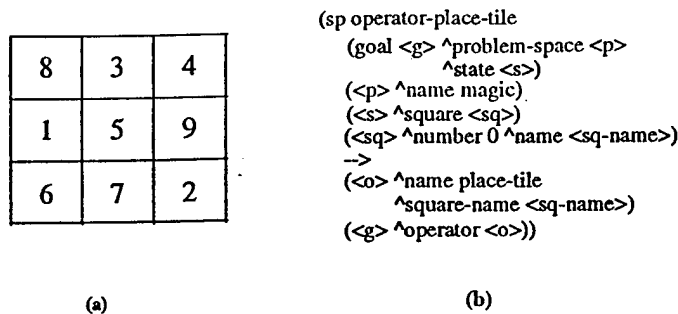 8 3 4
1 5 9
6 7 2
(a)
(sp operator-place-tile
(goal <g> ^problem-space <p>
^state <s>)
(<p> ^name magic)
(<s> ^square <sq>)
(<sq> ^number 0 ^name <sq-name>)
-->
(<o> ^name place-tile
^square-name <sq-name>)
(<g> ^operator <o>))
(b)